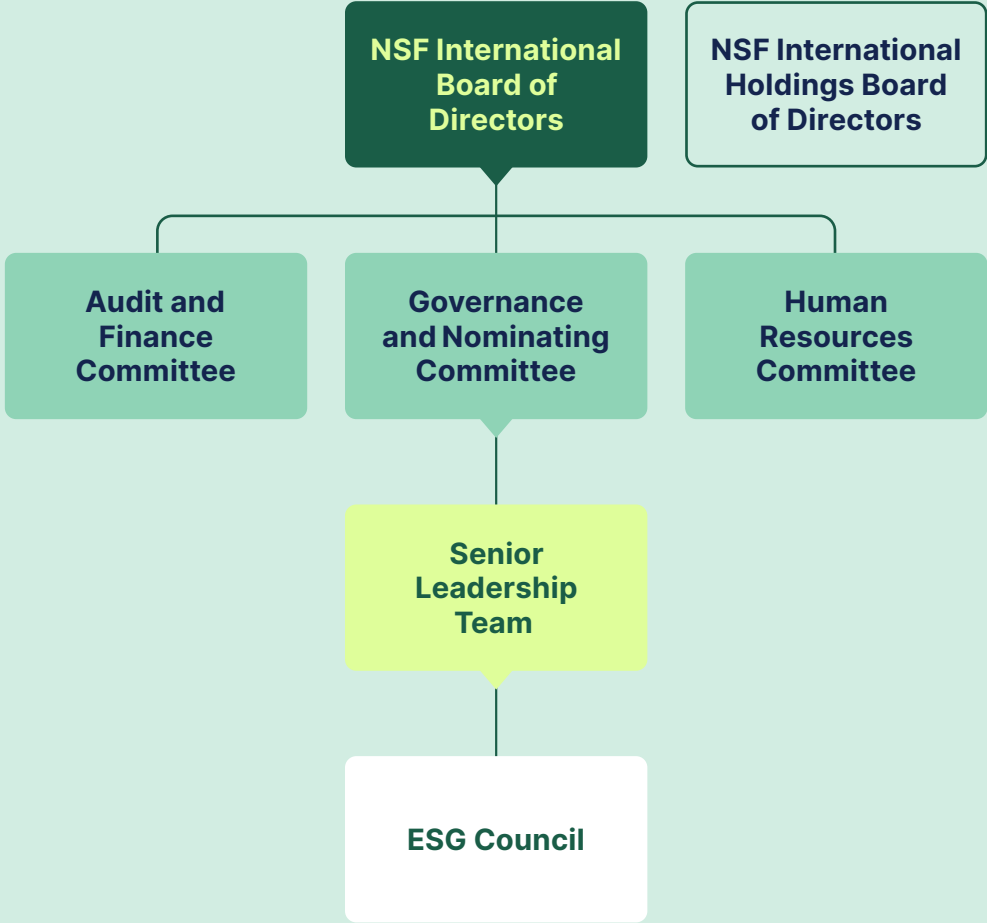 NSF International
Board of
Directors
NSF International
Holdings Board
of Directors
Audit and
Finance
Committee
Governance
and Nominating
Committee
Human
Resources
Committee
Senior
Leadership
Team
ESG Council